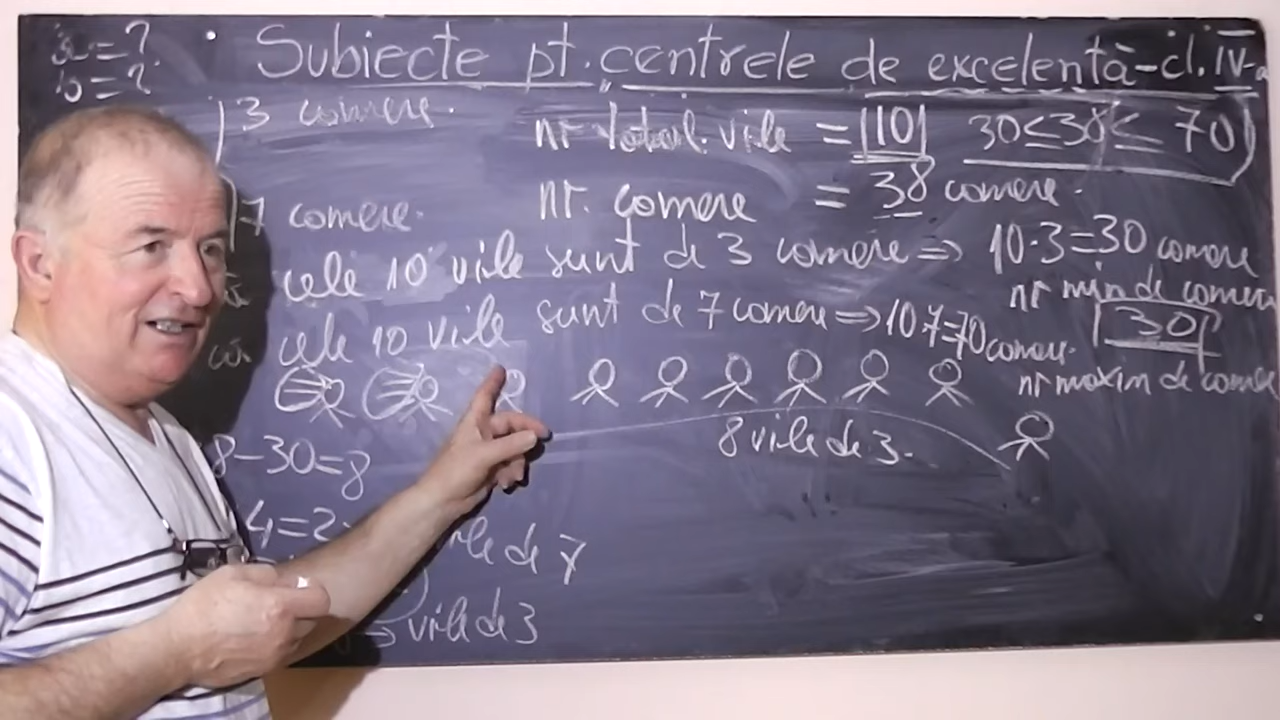 a=?
b=?
Subiecte pt. centrele de excelentă-cl. IV-a
3 camere.
nr total vile = 10 30≤38≤ 70
7 camere.
nr. camere = 38 camere.
cele 10 vile sunt de 3 camere ⇒ 10·3=30 camere
nr min de camere
30
cele 10 vile sunt de 7 camere ⇒ 10·7=70 camere.
nr maxim de camere
8 vile de 3.
8-30=8
4=2
vile de 7
⇒ vile de 3